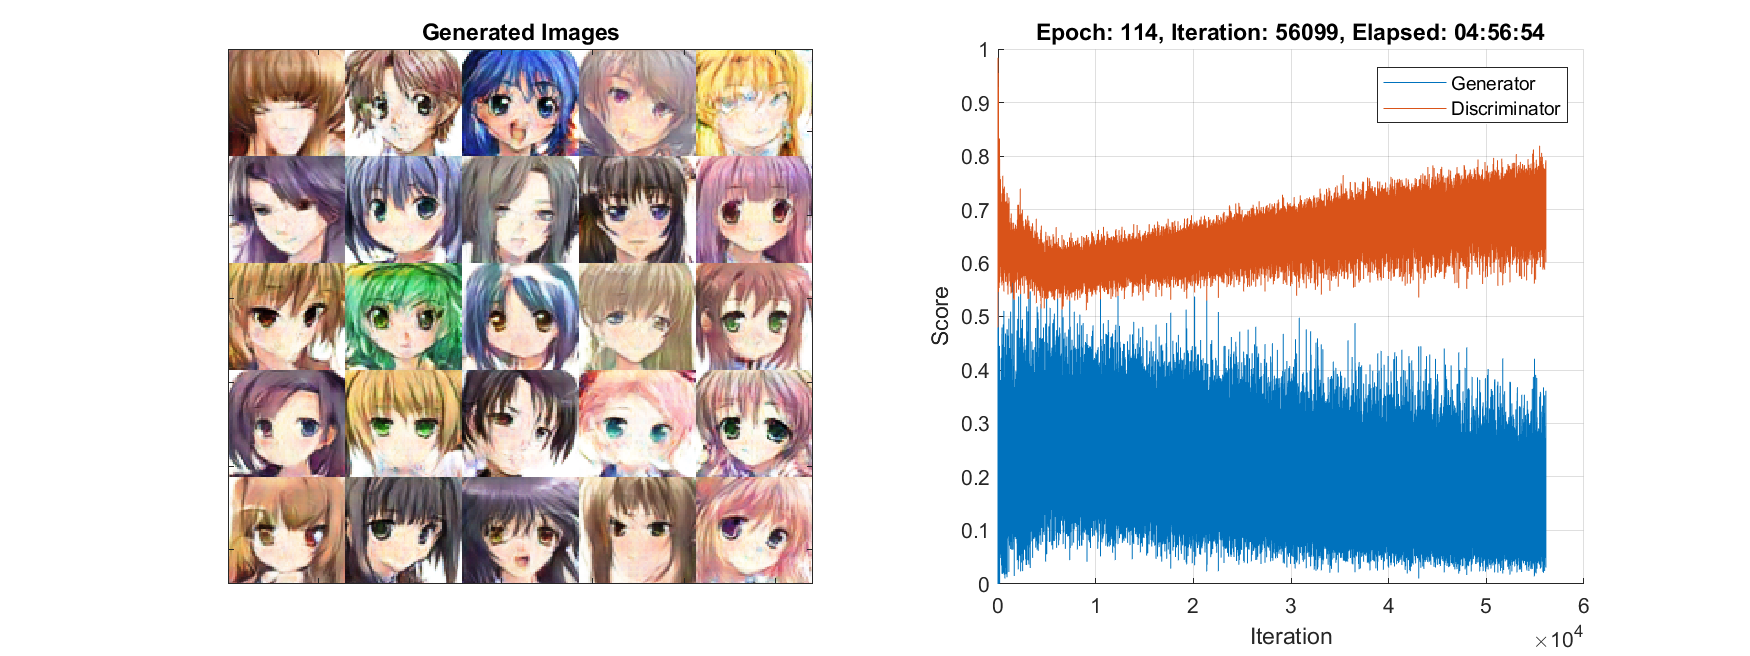 Generated Images
Epoch: 114, Iteration: 56099, Elapsed: 04:56:54
1
0.9
0.8
0.7
0.6
0.5
0.4
0.3
0.2
0.1
0
Score
Generator
Discriminator
0 1 2 3 4 5 6
Iteration
×10⁴